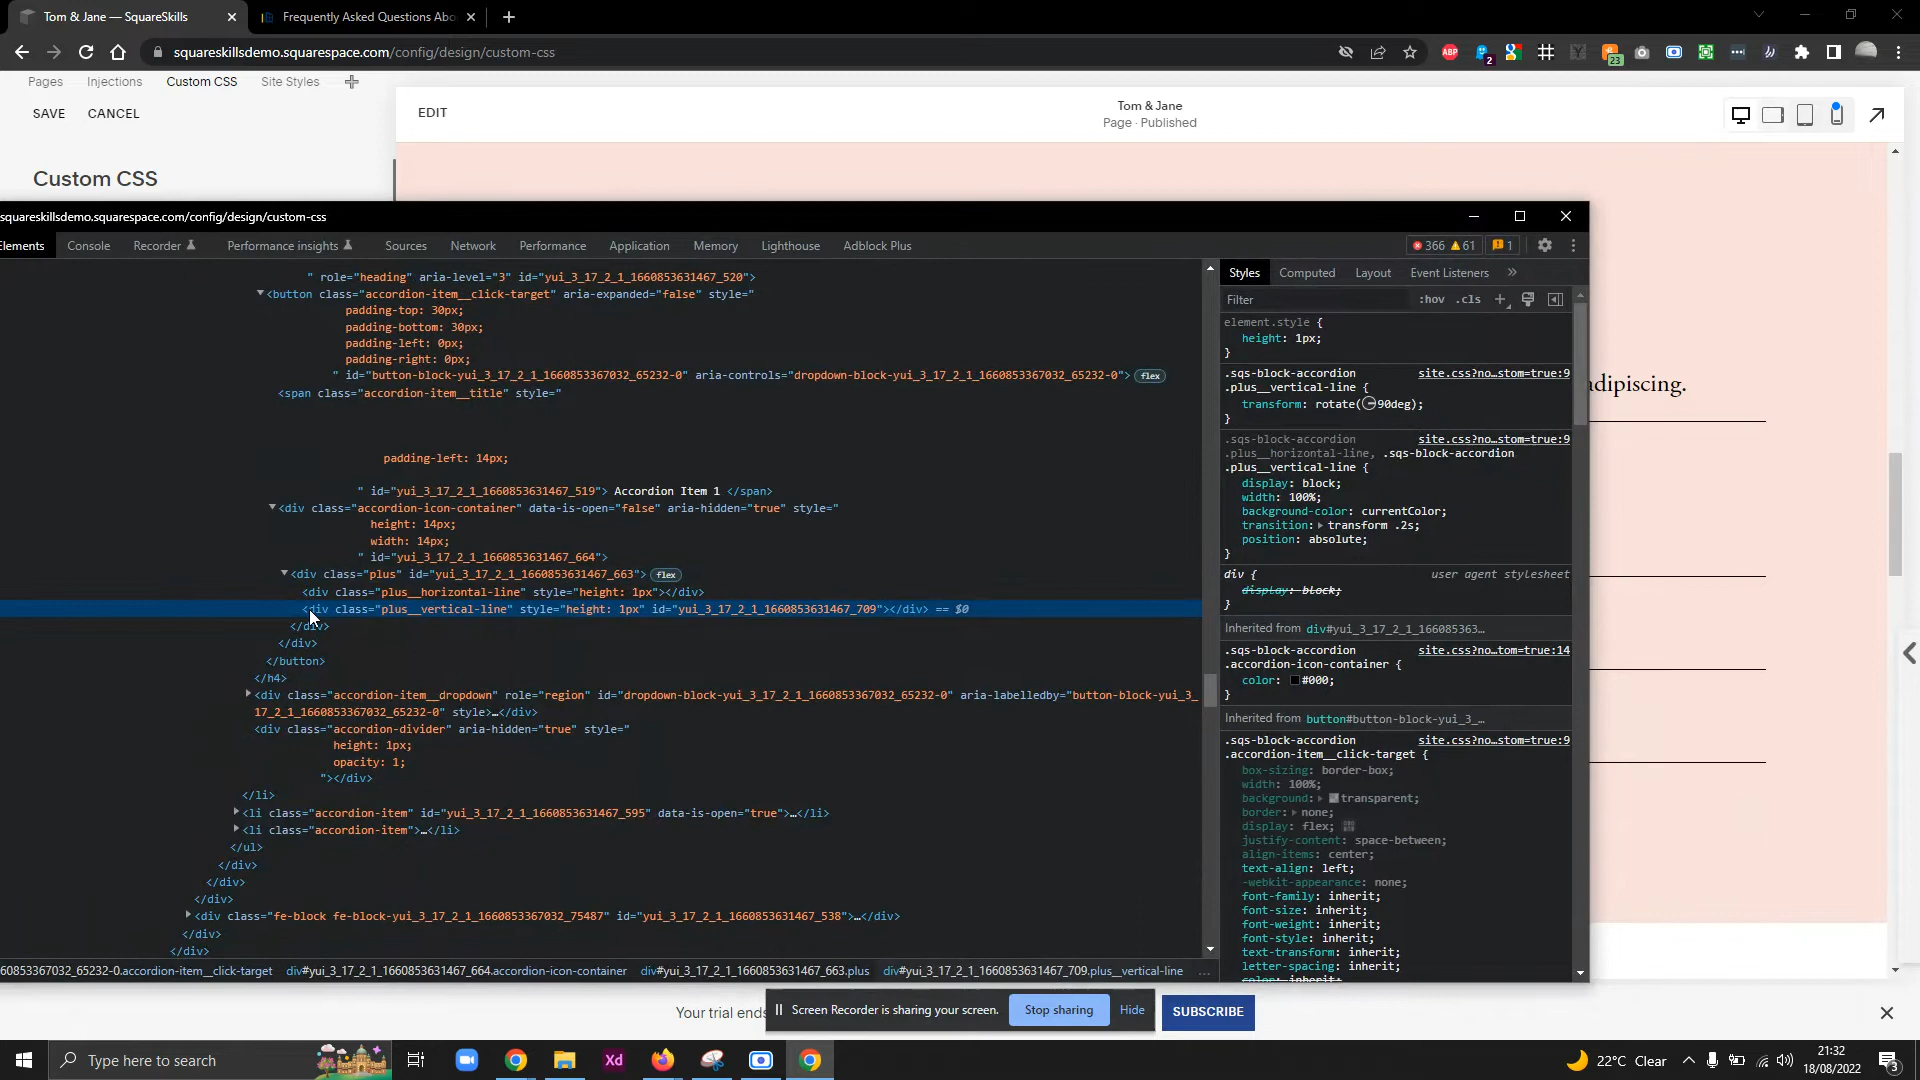 Tom & Jane — SquareSkills
Frequently Asked Questions Abo
squareskillsdemo.squarespace.com/config/design/custom-css
ABP
2
23
Pages
Injections
Custom CSS
Site Styles
SAVE
CANCEL
EDIT
Tom & Jane
Page · Published
Custom CSS
squareskillsdemo.squarespace.com/config/design/custom-css
Elements
Console
Recorder
Performance insights
Sources
Network
Performance
Application
Memory
Lighthouse
Adblock Plus
366
61
1
" role="heading" aria-level="3" id="yui_3_17_2_1_1660853631467_520">
<button class="accordion-item__click-target" aria-expanded="false" style="
padding-top: 30px;
padding-bottom: 30px;
padding-left: 0px;
padding-right: 0px;
" id="button-block-yui_3_17_2_1_1660853367032_65232-0" aria-controls="dropdown-block-yui_3_17_2_1_1660853367032_65232-0"> flex
<span class="accordion-item__title" style="
padding-left: 14px;
" id="yui_3_17_2_1_1660853631467_519"> Accordion Item 1 </span>
<div class="accordion-icon-container" data-is-open="false" aria-hidden="true" style="
height: 14px;
width: 14px;
" id="yui_3_17_2_1_1660853631467_664">
<div class="plus" id="yui_3_17_2_1_1660853631467_663"> flex
<div class="plus__horizontal-line" style="height: 1px"></div>
<div class="plus__vertical-line" style="height: 1px" id="yui_3_17_2_1_1660853631467_709"></div> == $0
</div>
</div>
</button>
</h4>
<div class="accordion-item__dropdown" role="region" id="dropdown-block-yui_3_17_2_1_1660853367032_65232-0" aria-labelledby="button-block-yui_3_
17_2_1_1660853367032_65232-0" style>…</div>
<div class="accordion-divider" aria-hidden="true" style="
height: 1px;
opacity: 1;
"></div>
</li>
<li class="accordion-item" id="yui_3_17_2_1_1660853631467_595" data-is-open="true">…</li>
<li class="accordion-item">…</li>
</ul>
</div>
</div>
</div>
<div class="fe-block fe-block-yui_3_17_2_1_1660853367032_75487" id="yui_3_17_2_1_1660853631467_538">…</div>
</div>
</div>
60853367032_65232-0.accordion-item__click-target
div#yui_3_17_2_1_1660853631467_664.accordion-icon-container
div#yui_3_17_2_1_1660853631467_663.plus
div#yui_3_17_2_1_1660853631467_709.plus__vertical-line
...
Styles
Computed
Layout
Event Listeners
»
Filter
:hov
.cls
element.style {
height: 1px;
}
.sqs-block-accordion site.css?no…stom=true:9
.plus__vertical-line {
transform: rotate(90deg);
}
.sqs-block-accordion site.css?no…stom=true:9
.plus__horizontal-line, .sqs-block-accordion
.plus__vertical-line {
display: block;
width: 100%;
background-color: currentColor;
transition: transform .2s;
position: absolute;
}
div { user agent stylesheet
display: block;
}
Inherited from div#yui_3_17_2_1_166085363…
.sqs-block-accordion site.css?no…tom=true:14
.accordion-icon-container {
color: #000;
}
Inherited from button#button-block-yui_3_…
.sqs-block-accordion site.css?no…stom=true:9
.accordion-item__click-target {
box-sizing: border-box;
width: 100%;
background: transparent;
border: none;
display: flex;
justify-content: space-between;
align-items: center;
text-align: left;
-webkit-appearance: none;
font-family: inherit;
font-size: inherit;
font-weight: inherit;
font-style: inherit;
text-transform: inherit;
letter-spacing: inherit;
color: inherit;
adipiscing.
Your trial ends
Screen Recorder is sharing your screen.
Stop sharing
Hide
SUBSCRIBE
Type here to search
Xd
22°C Clear
21:32
18/08/2022
3